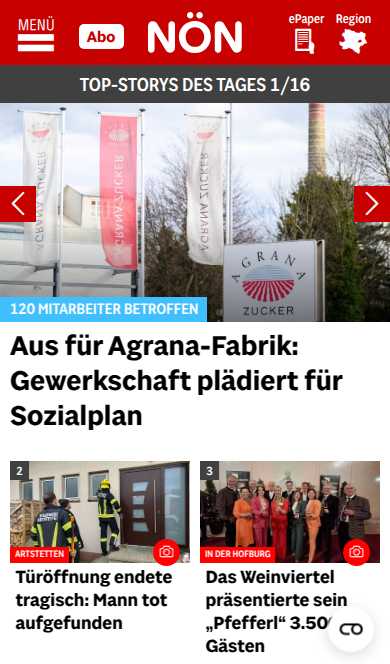 MENÜ
Abo
NÖN
ePaper
Region
TOP-STORYS DES TAGES 1/16
AGRANA ZUCKER
AGRANA ZUCKER
AGRANA ZUCKER
AGRANA
ZUCKER
120 MITARBEITER BETROFFEN
Aus für Agrana-Fabrik:
Gewerkschaft plädiert für
Sozialplan
2
ARTSTETTEN
Türöffnung endete
tragisch: Mann tot
aufgefunden
3
IN DER HOFBURG
Das Weinviertel
präsentierte sein
„Pfefferl“ 3.500
Gästen